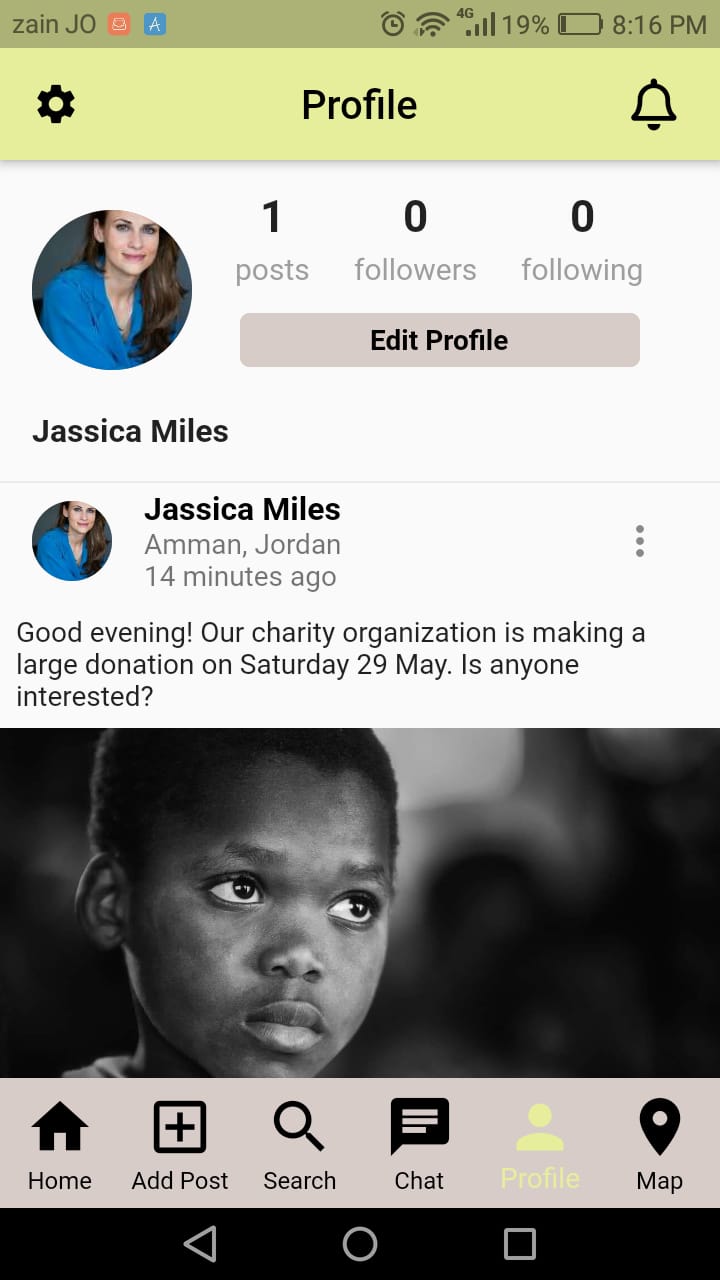 zain JO 4G 19% 8:16 PM
Profile
1 0 0
posts followers following
Edit Profile
Jassica Miles
Jassica Miles
Amman, Jordan
14 minutes ago
Good evening! Our charity organization is making a
large donation on Saturday 29 May. Is anyone
interested?
Home Add Post Search Chat Profile Map